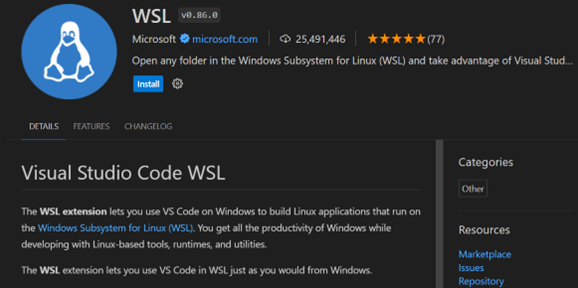 WSL v0.86.0
Microsoft microsoft.com 25,491,446 (77)
Open any folder in the Windows Subsystem for Linux (WSL) and take advantage of Visual Stud...
Install
DETAILS FEATURES CHANGELOG
Visual Studio Code WSL
The WSL extension lets you use VS Code on Windows to build Linux applications that run on
the Windows Subsystem for Linux (WSL). You get all the productivity of Windows while
developing with Linux-based tools, runtimes, and utilities.
The WSL extension lets you use VS Code in WSL just as you would from Windows.
Categories
Other
Resources
Marketplace
Issues
Repository